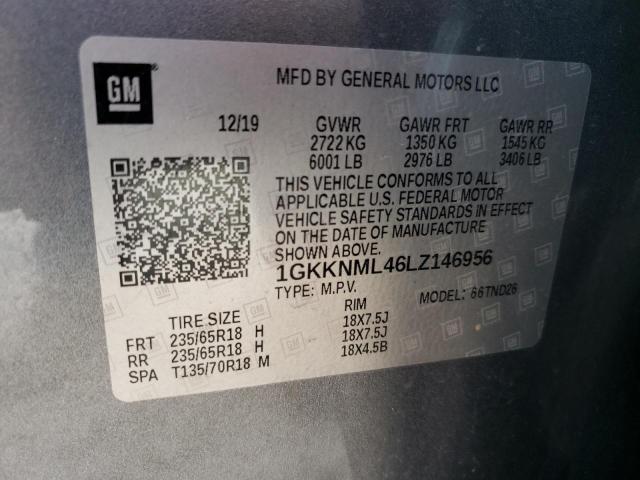 GM
MFD BY GENERAL MOTORS LLC
12/19 GVWR GAWR FRT GAWR RR
2722 KG 1350 KG 1545 KG
6001 LB 2976 LB 3406 LB
THIS VEHICLE CONFORMS TO ALL
APPLICABLE U.S. FEDERAL MOTOR
VEHICLE SAFETY STANDARDS IN EFFECT
ON THE DATE OF MANUFACTURE
SHOWN ABOVE.
1GKKNML46LZ146956
TYPE: M.P.V. MODEL: 66TND26
TIRE SIZE RIM
FRT 235/65R18 H 18X7.5J
RR 235/65R18 H 18X7.5J
SPA T135/70R18 M 18X4.5B